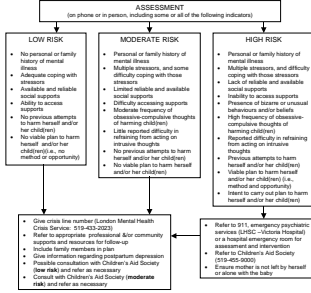 ASSESSMENT
(on phone or in person, including some or all of the following indicators)
LOW RISK
• No personal or family history of mental illness
• Adequate coping with stressors
• Available and reliable social supports
• Ability to access supports
• No previous attempts to harm herself and/or her child(ren)
• No viable plan to harm herself and/or her child(ren)(i.e., no method or opportunity)
MODERATE RISK
• Personal or family history of mental illness
• Multiple stressors, and some difficulty coping with those stressors
• Limited reliable and available social supports
• Difficulty accessing supports
• Moderate frequency of obsessive-compulsive thoughts of harming child(ren)
• Little reported difficulty in refraining from acting on intrusive thoughts
• No previous attempts to harm herself and/or her child(ren)
• No viable plan to harm herself and/or her child(ren)
HIGH RISK
• Personal or family history of mental illness
• Multiple stressors, and difficulty coping with those stressors
• Lack of reliable and available social supports
• Inability to access supports
• Presence of bizarre or unusual behaviours and/or beliefs
• High frequency of obsessive-compulsive thoughts of harming child(ren)
• Reported difficulty in refraining from acting on intrusive thoughts
• Previous attempts to harm herself and/or her child(ren)
• Viable plan to harm herself and/or her child(ren) (i.e., method and opportunity)
• Intent to carry out plan to harm herself and/or her child(ren)
• Give crisis line number (London Mental Health Crisis Service: 519-433-2023)
• Refer to appropriate professional &/or community supports and resources for follow-up
• Include family members in plan
• Give information regarding postpartum depression
• Possible consultation with Children's Aid Society (low risk) and refer as necessary
• Consult with Children's Aid Society (moderate risk) and refer as necessary
• Refer to 911, emergency psychiatric services (LHSC –Victoria Hospital) or a hospital emergency room for assessment and intervention
• Refer to Children's Aid Society (519-455-9000)
• Ensure mother is not left by herself or alone with the baby